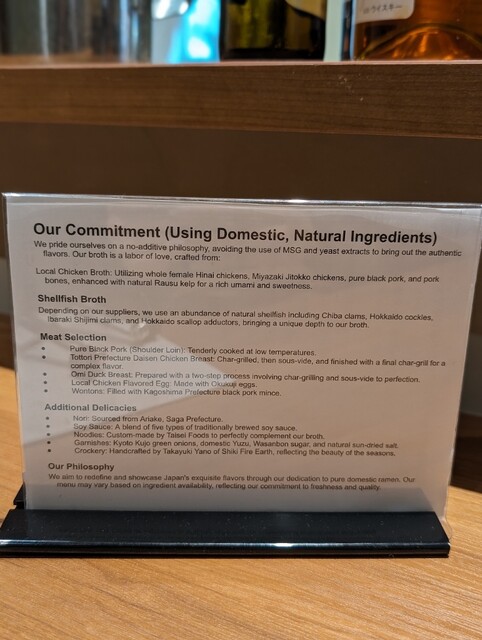 のウイスキー
Our Commitment (Using Domestic, Natural Ingredients)
We pride ourselves on a no-additive philosophy, avoiding the use of MSG and yeast extracts to bring out the authentic
flavors. Our broth is a labor of love, crafted from:
Local Chicken Broth: Utilizing whole female Hinai chickens, Miyazaki Jitokko chickens, pure black pork, and pork
bones, enhanced with natural Rausu kelp for a rich umami and sweetness.
Shellfish Broth
Depending on our suppliers, we use an abundance of natural shellfish including Chiba clams, Hokkaido cockles,
Ibaraki Shijimi clams, and Hokkaido scallop adductors, bringing a unique depth to our broth.
Meat Selection
• Pure Black Pork (Shoulder Loin): Tenderly cooked at low temperatures.
• Tottori Prefecture Daisen Chicken Breast: Char-grilled, then sous-vide, and finished with a final char-grill for a
complex flavor.
• Omi Duck Breast: Prepared with a two-step process involving char-grilling and sous-vide to perfection.
• Local Chicken Flavored Egg: Made with Okukuji eggs.
• Wontons: Filled with Kagoshima Prefecture black pork mince.
Additional Delicacies
• Nori: Sourced from Ariake, Saga Prefecture.
• Soy Sauce: A blend of five types of traditionally brewed soy sauce.
• Noodles: Custom-made by Taisei Foods to perfectly complement our broth.
• Garnishes: Kyoto Kujo green onions, domestic Yuzu, Wasanbon sugar, and natural sun-dried salt.
• Crockery: Handcrafted by Takayuki Yano of Shiki Fire Earth, reflecting the beauty of the seasons.
Our Philosophy
We aim to redefine and showcase Japan's exquisite flavors through our dedication to pure domestic ramen. Our
menu may vary based on ingredient availability, reflecting our commitment to freshness and quality.